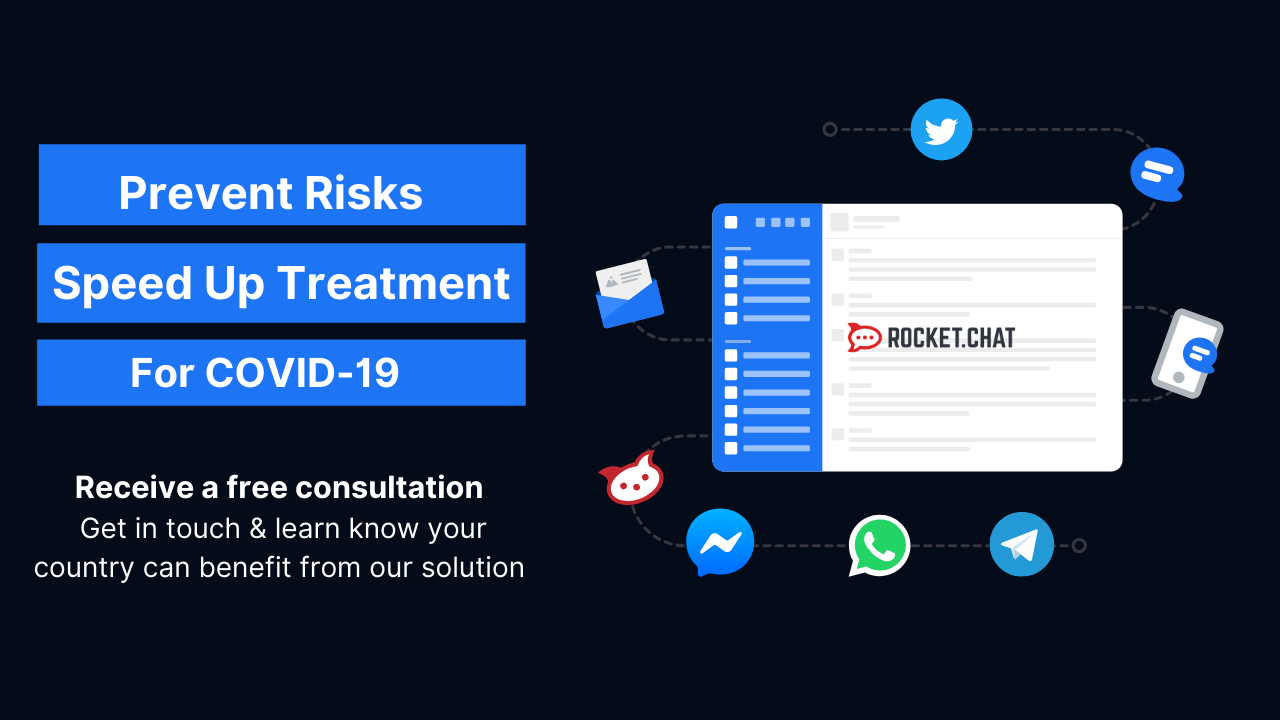 Prevent Risks
Speed Up Treatment
For COVID-19
Receive a free consultation
Get in touch & learn know your
country can benefit from our solution
ROCKET.CHAT